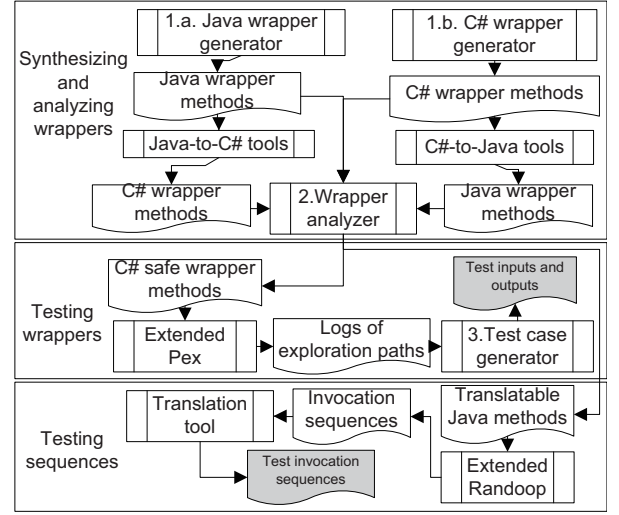 Synthesizing
and
analyzing
wrappers
1.a. Java wrapper
generator
1.b. C# wrapper
generator
Java wrapper
methods
C# wrapper methods
Java-to-C# tools
C#-to-Java tools
C# wrapper
methods
2.Wrapper
analyzer
Java wrapper
methods
Testing
wrappers
C# safe wrapper
methods
Test inputs and
outputs
Extended
Pex
Logs of
exploration paths
3.Test case
generator
Testing
sequences
Translation
tool
Invocation
sequences
Translatable
Java methods
Test invocation
sequences
Extended
Randoop